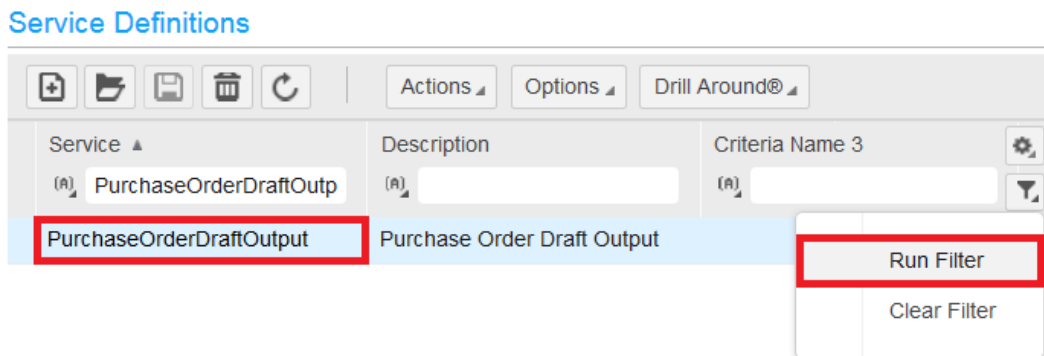 Service Definitions
Actions Options Drill Around®
Service ▲ Description Criteria Name 3
(A) PurchaseOrderDraftOutp (A) (A)
PurchaseOrderDraftOutput Purchase Order Draft Output
Run Filter
Clear Filter